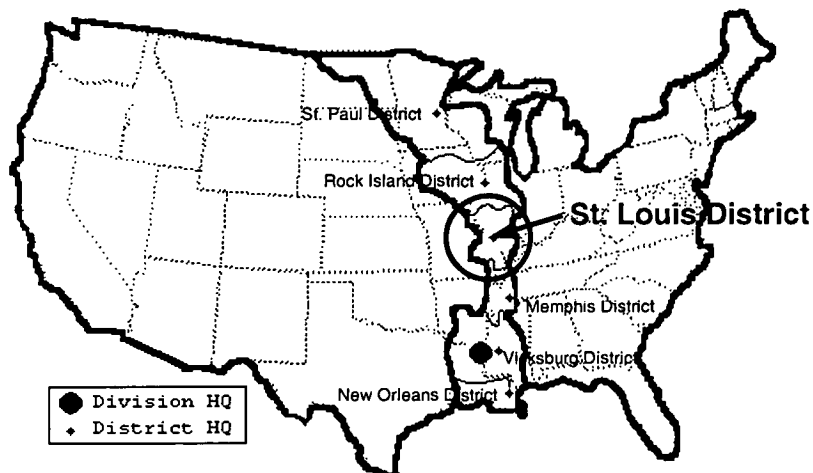 St. Paul District
Rock Island District
St. Louis District
Memphis District
Vicksburg District
New Orleans District
Division HQ
District HQ